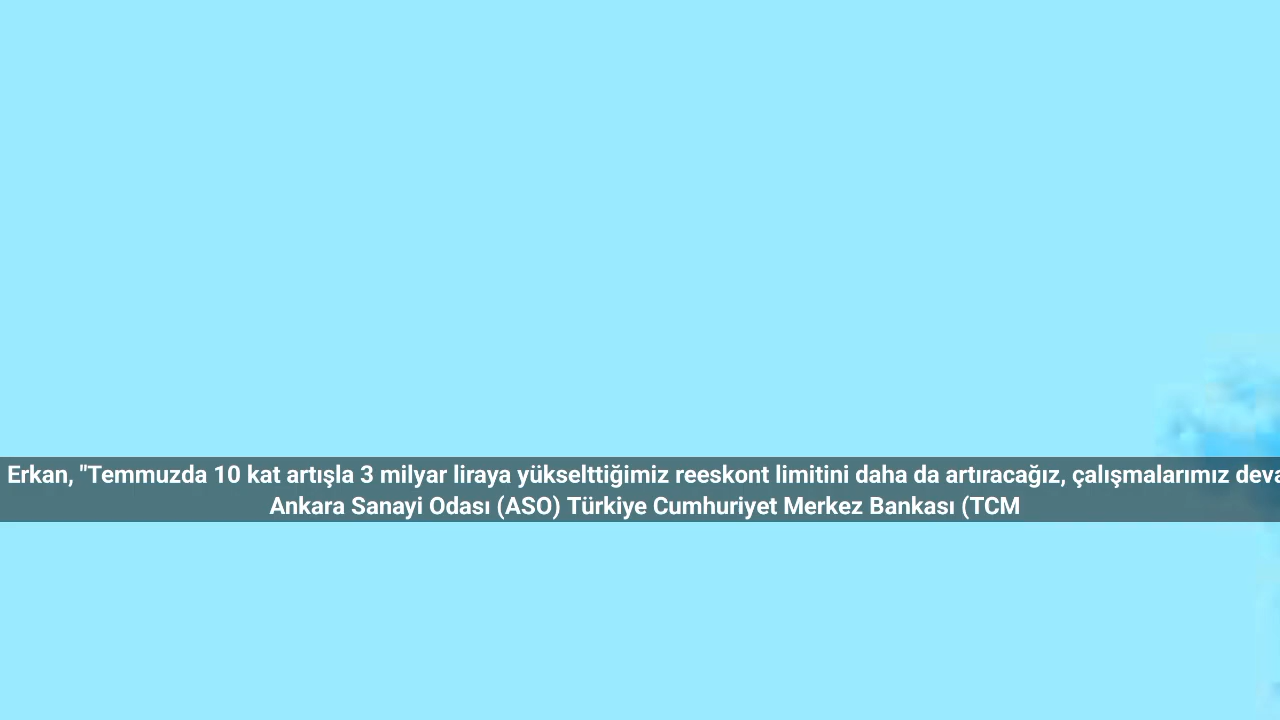 Erkan, "Temmuzda 10 kat artışla 3 milyar liraya yükselttiğimiz reeskont limitini daha da artıracağız, çalışmalarımız
Ankara Sanayi Odası (ASO) Türkiye Cumhuriyet Merkez Bankası (TCM